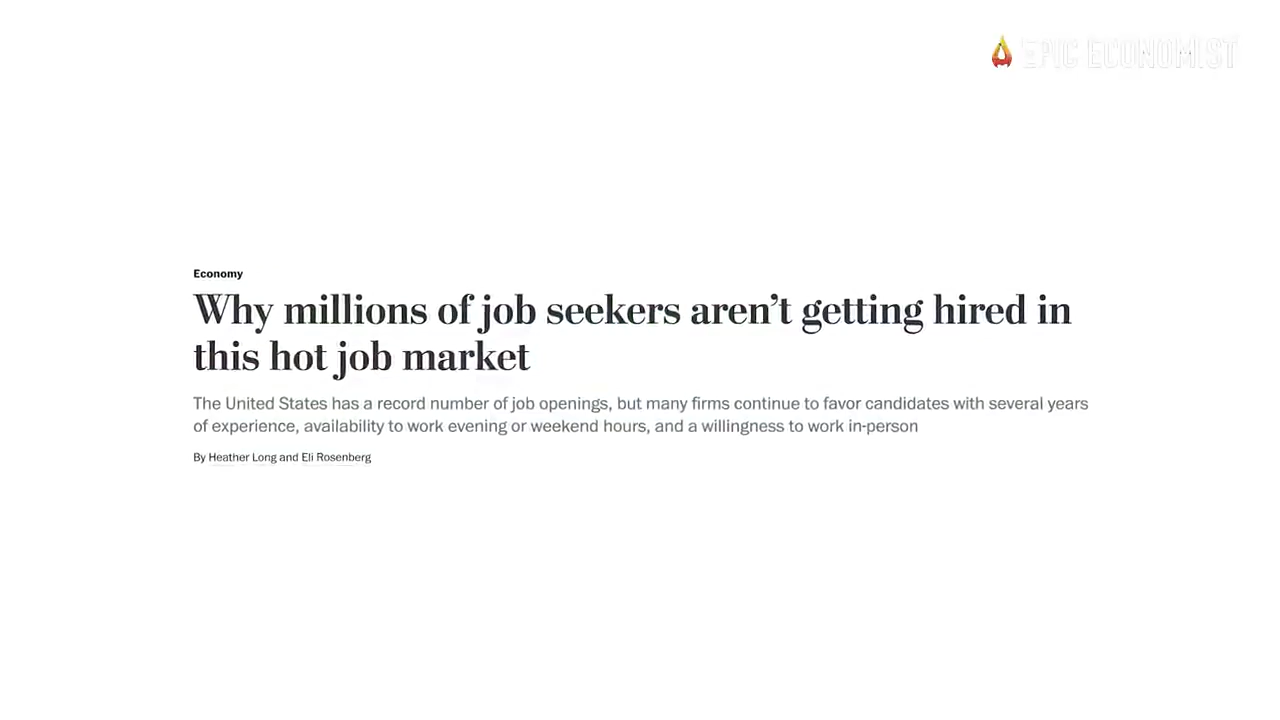 EPIC ECONOMIST
Economy
Why millions of job seekers aren’t getting hired in
this hot job market
The United States has a record number of job openings, but many firms continue to favor candidates with several years
of experience, availability to work evening or weekend hours, and a willingness to work in-person
By Heather Long and Eli Rosenberg